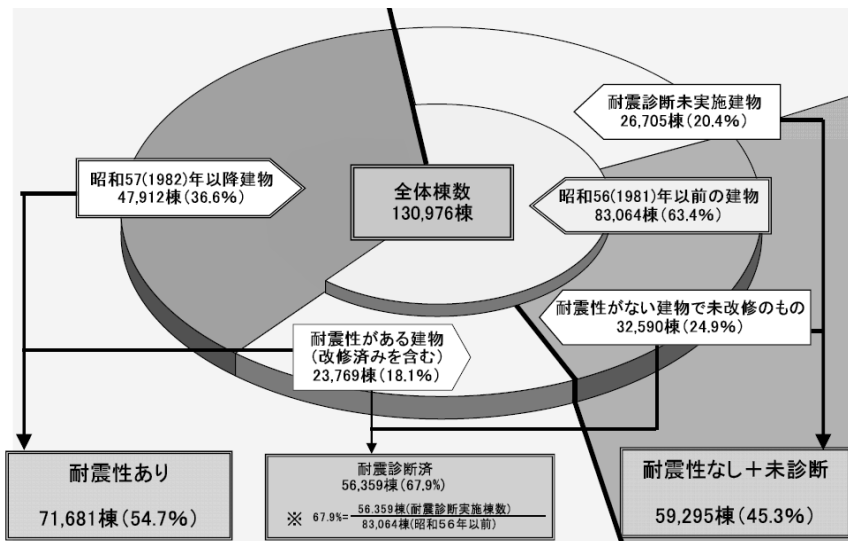 耐震診断未実施建物
26,705棟(20.4%)
昭和57(1982)年以降建物
47,912棟(36.6%)
全体棟数
130,976棟
昭和56(1981)年以前の建物
83,064棟(63.4%)
耐震性がない建物で未改修のもの
32,590棟(24.9%)
耐震性がある建物
(改修済みを含む)
23,769棟(18.1%)
耐震性あり
71,681棟(54.7%)
耐震診断済
56,359棟(67.9%)
※ 67.9%=56.359棟(耐震診断実施棟数)
83,064棟(昭和56年以前)
耐震性なし+未診断
59,295棟(45.3%)